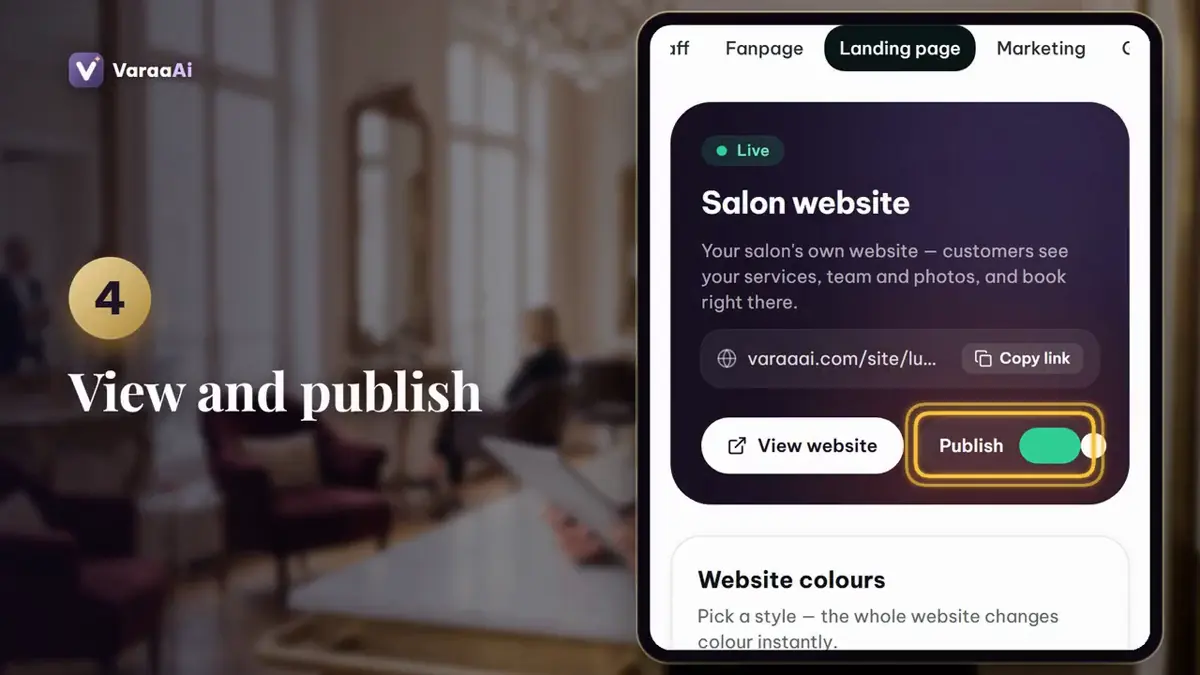 VaraaAi
4
View and publish
aff Fanpage Landing page Marketing
Live
Salon website
Your salon's own website — customers see
your services, team and photos, and book
right there.
varaaai.com/site/lu... Copy link
View website Publish
Website colours
Pick a style — the whole website changes
colour instantly.